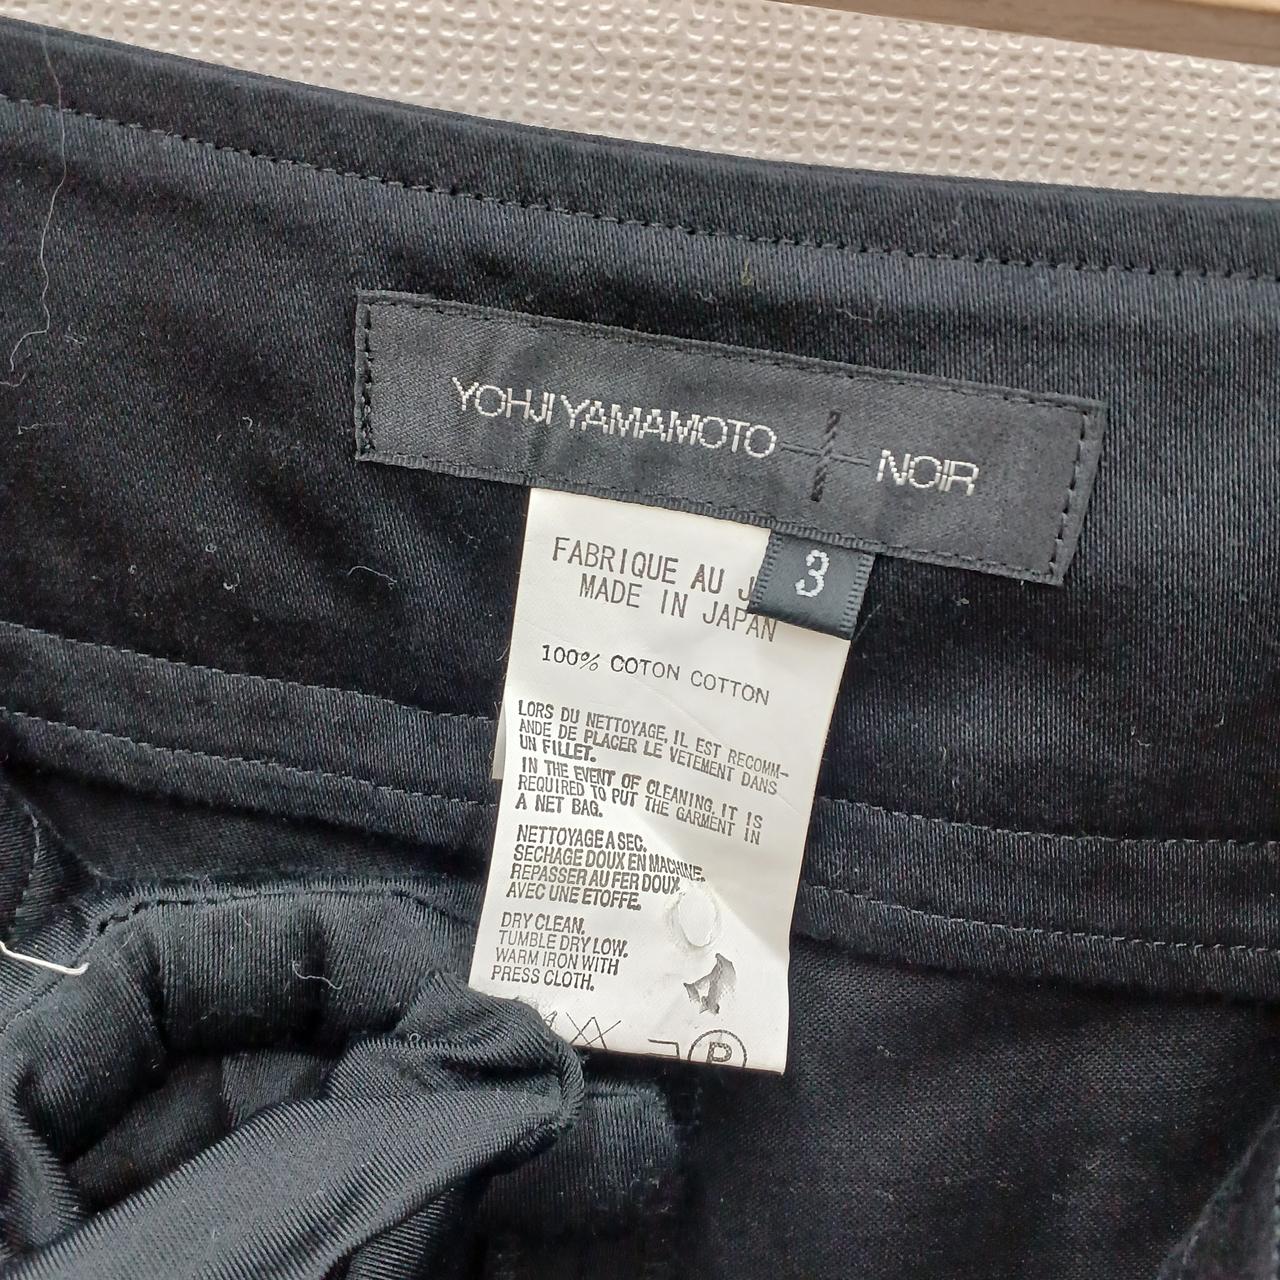 YOHJI YAMAMOTO NOIR
3
FABRIQUE AU J
MADE IN JAPAN
100% COTON COTTON
LORS DU NETTOYAGE, IL EST RECOMM-
ANDE DE PLACER LE VETEMENT DANS
UN FILLET.
IN THE EVENT OF CLEANING, IT IS
REQUIRED TO PUT THE GARMENT IN
A NET BAG.
NETTOYAGE A SEC.
SECHAGE DOUX EN MACHINE.
REPASSER AU FER DOUX
AVEC UNE ETOFFE.
DRY CLEAN.
TUMBLE DRY LOW.
WARM IRON WITH
PRESS CLOTH.
P